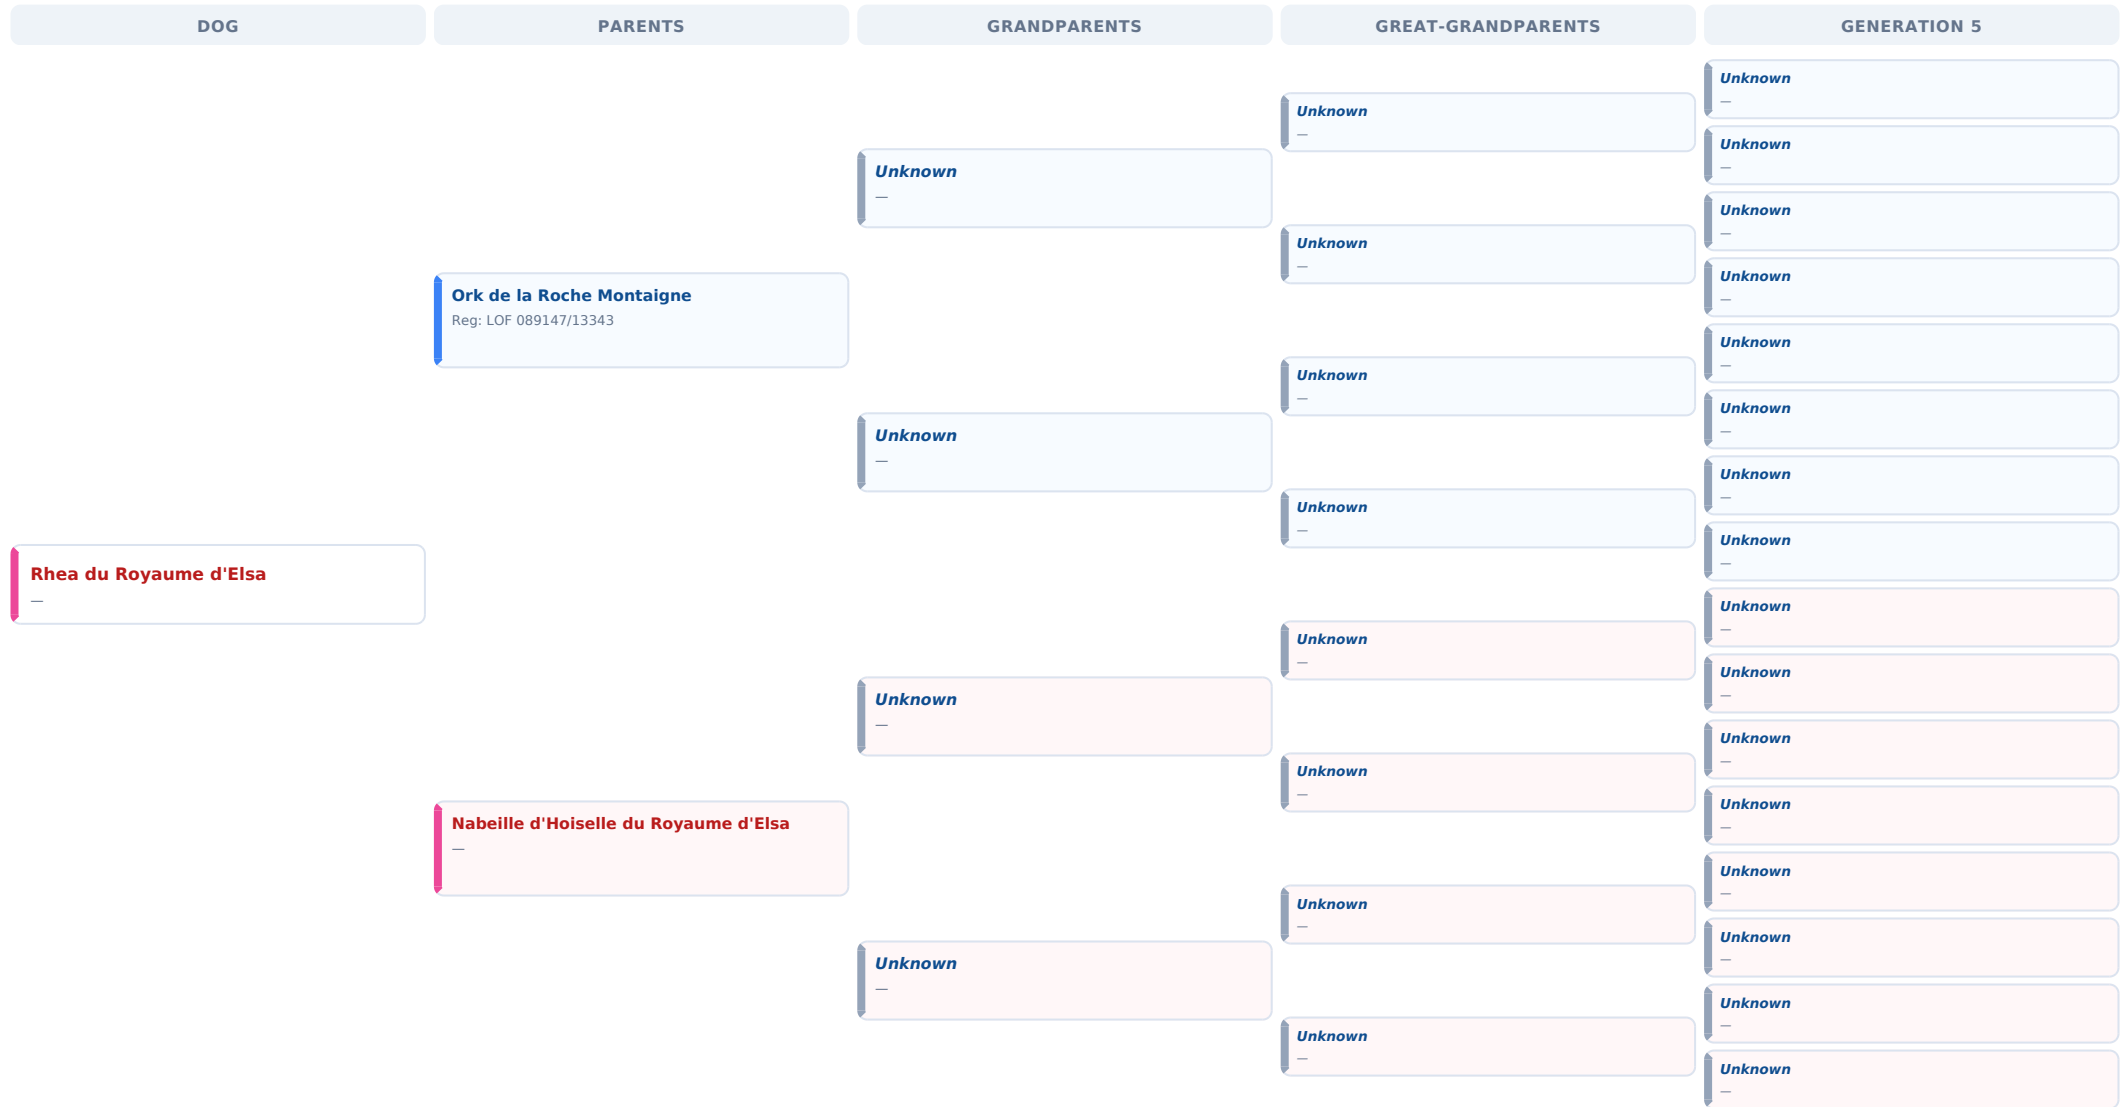 DOG
PARENTS
GRANDPARENTS
GREAT-GRANDPARENTS
GENERATION 5
Rhea du Royaume d'Elsa
—
Ork de la Roche Montaigne
Reg: LOF 089147/13343
Nabeille d'Hoiselle du Royaume d'Elsa
—
Unknown
—
Unknown
—
Unknown
—
Unknown
—
Unknown
—
Unknown
—
Unknown
—
Unknown
—
Unknown
—
Unknown
—
Unknown
—
Unknown
—
Unknown
—
Unknown
—
Unknown
—
Unknown
—
Unknown
—
Unknown
—
Unknown
—
Unknown
—
Unknown
—
Unknown
—
Unknown
—
Unknown
—
Unknown
—
Unknown
—
Unknown
—
Unknown
—